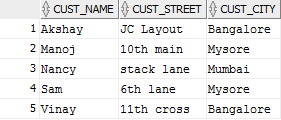 CUST_NAME CUST_STREET CUST_CITY
1 Akshay JC Layout Bangalore
2 Manoj 10th main Mysore
3 Nancy stack lane Mumbai
4 Sam 6th lane Mysore
5 Vinay 11th cross Bangalore